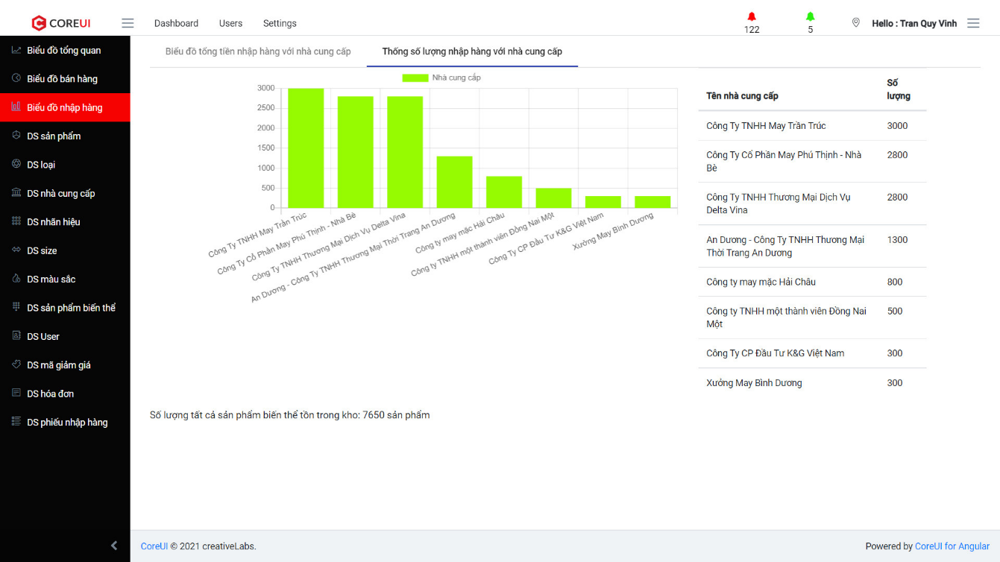 COREUI
Dashboard
Users
Settings
122
5
Hello : Tran Quy Vinh
Biểu đồ tổng quan
Biểu đồ bán hàng
Biểu đồ nhập hàng
DS sản phẩm
DS loại
DS nhà cung cấp
DS nhãn hiệu
DS size
DS màu sắc
DS sản phẩm biến thể
DS User
DS mã giảm giá
DS hóa đơn
DS phiếu nhập hàng
Biểu đồ tổng tiền nhập hàng với nhà cung cấp
Thống số lượng nhập hàng với nhà cung cấp
Nhà cung cấp
3000
2500
2000
1500
1000
500
0
Công Ty TNHH May Trần Trúc
Công Ty Cổ Phần May Phú Thịnh - Nhà Bè
Công Ty TNHH Thương Mại Dịch Vụ Delta Vina
An Dương - Công Ty TNHH Thương Mại Thời Trang An Dương
Công ty may mặc Hải Châu
Công ty TNHH một thành viên Đồng Nai Một
Công Ty CP Đầu Tư K&G Việt Nam
Xưởng May Bình Dương
Tên nhà cung cấp
Số
lượng
Công Ty TNHH May Trần Trúc
3000
Công Ty Cổ Phần May Phú Thịnh - Nhà
Bè
2800
Công Ty TNHH Thương Mại Dịch Vụ
Delta Vina
2800
An Dương - Công Ty TNHH Thương Mại
Thời Trang An Dương
1300
Công ty may mặc Hải Châu
800
Công ty TNHH một thành viên Đồng Nai
Một
500
Công Ty CP Đầu Tư K&G Việt Nam
300
Xưởng May Bình Dương
300
Số lượng tất cả sản phẩm biến thể tồn trong kho: 7650 sản phẩm
CoreUI © 2021 creativeLabs.
Powered by CoreUI for Angular